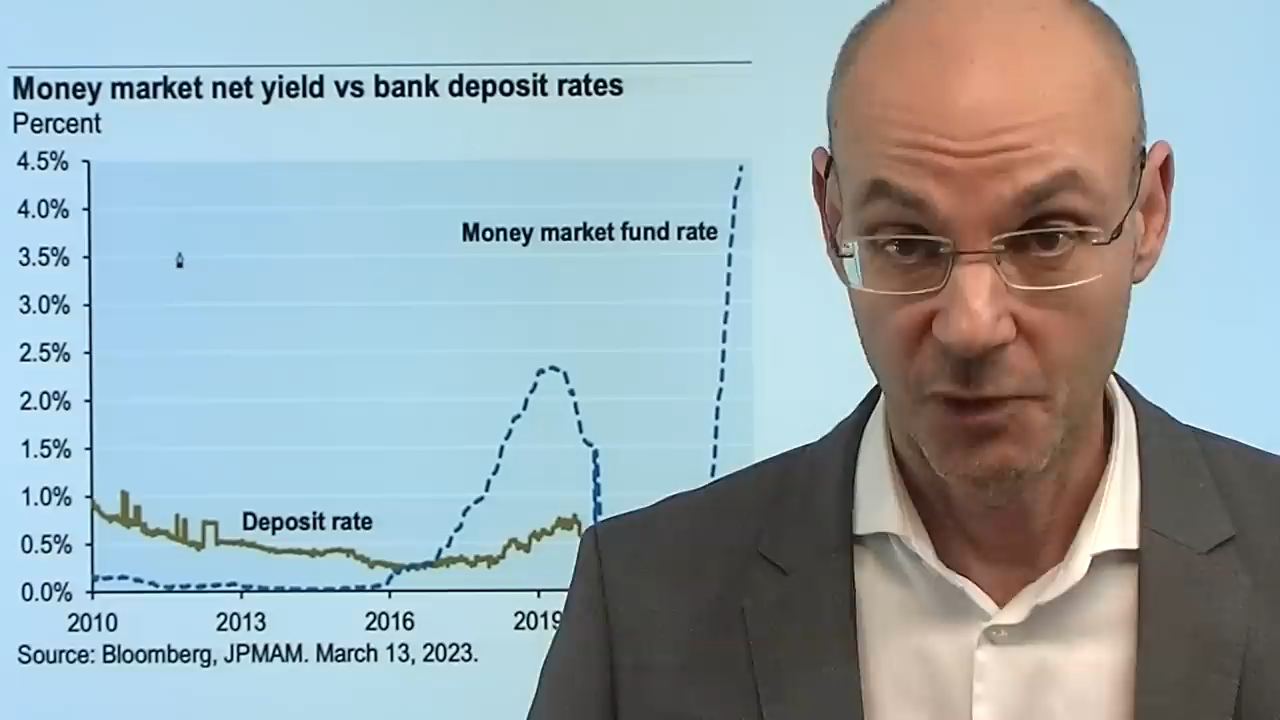 Money market net yield vs bank deposit rates
Percent
4.5%
4.0%
3.5%
3.0%
2.5%
2.0%
1.5%
1.0%
0.5%
0.0%
Money market fund rate
Deposit rate
2010 2013 2016 2019
Source: Bloomberg, JPMAM. March 13, 2023.